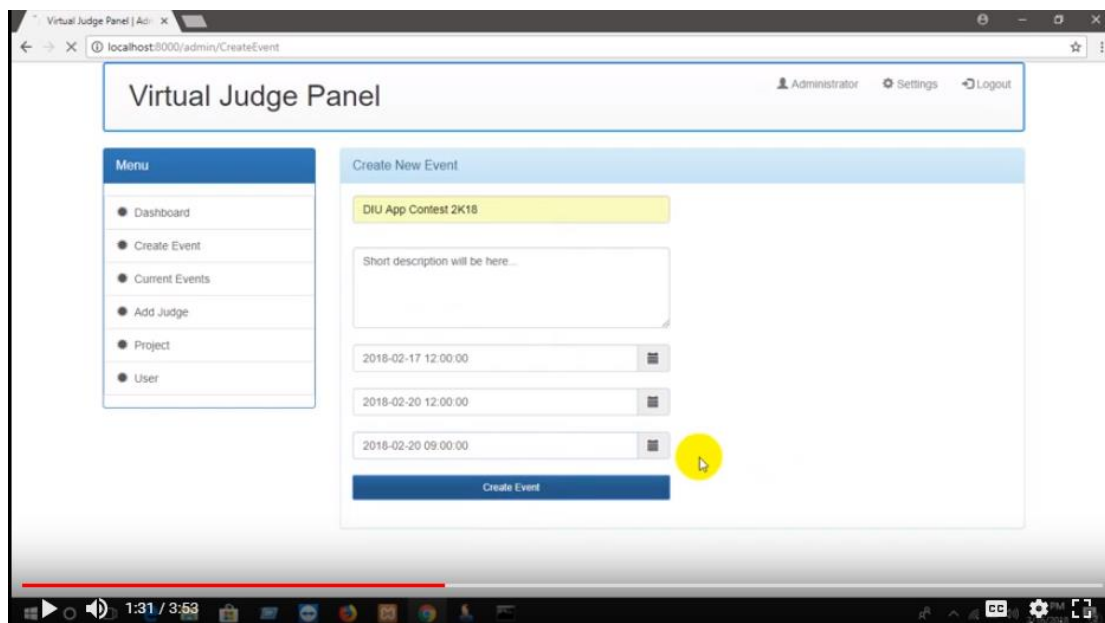 Virtual Judge Panel | Adm
localhost:8000/admin/CreateEvent
Virtual Judge Panel
Administrator
Settings
Logout
Menu
Dashboard
Create Event
Current Events
Add Judge
Project
User
Create New Event
DIU App Contest 2K18
Short description will be here...
2018-02-17 12:00:00
2018-02-20 12:00:00
2018-02-20 09:00:00
Create Event
1:31 / 3:53
CC
PM